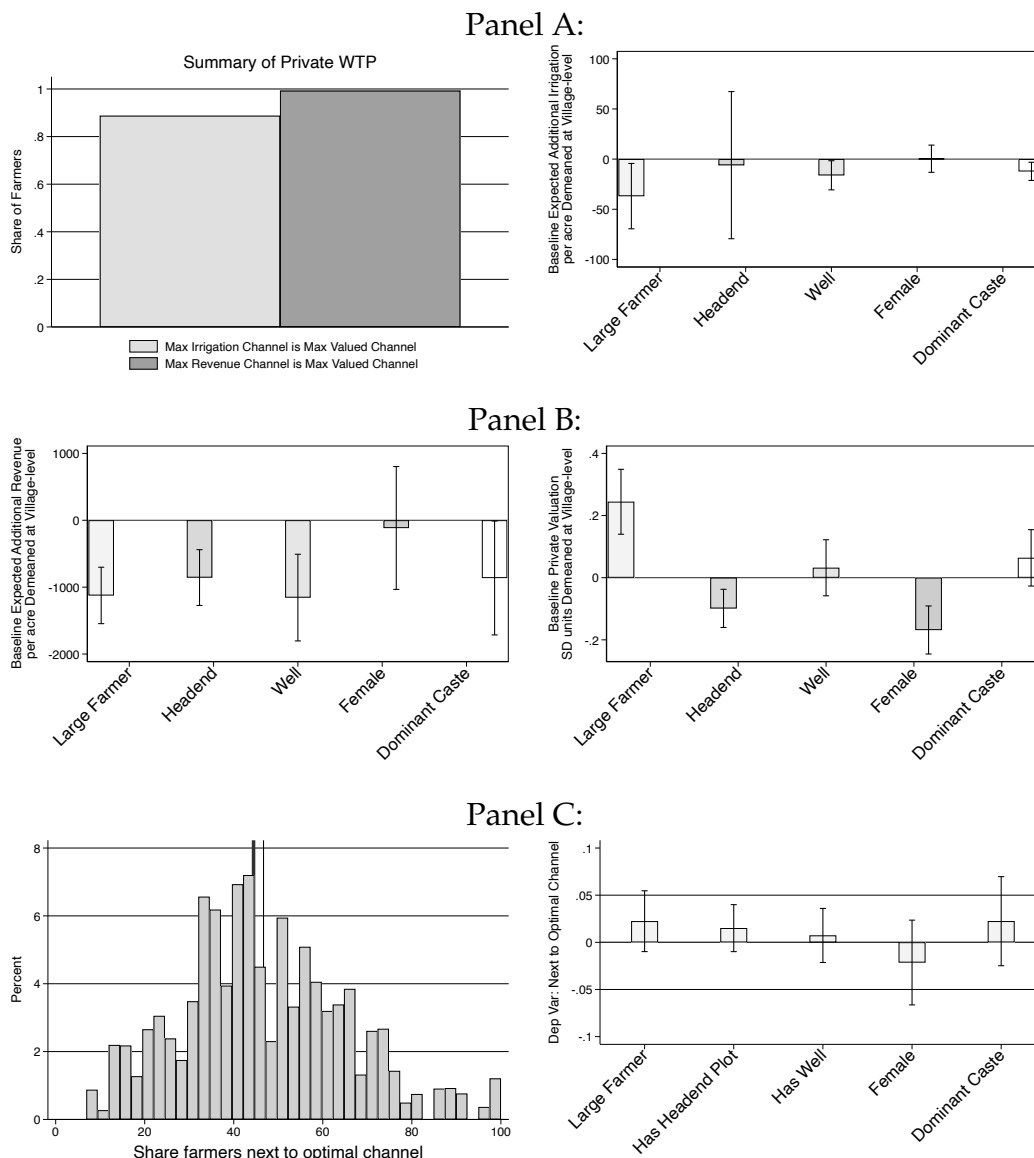 Panel A:
Summary of Private WTP
Share of Farmers
1
.8
.6
.4
.2
0
Max Irrigation Channel is Max Valued Channel
Max Revenue Channel is Max Valued Channel
Baseline Expected Additional Irrigation
per acre Demeaned at Village-level
100
50
0
-50
-100
Large Farmer
Headend
Well
Female
Dominant Caste
Panel B:
Baseline Expected Additional Revenue
per acre Demeaned at Village-level
1000
0
-1000
-2000
Large Farmer
Headend
Well
Female
Dominant Caste
Baseline Private Valuation
SD units Demeaned at Village-level
.4
.2
0
-.2
Large Farmer
Headend
Well
Female
Dominant Caste
Panel C:
Percent
8
6
4
2
0
0 20 40 60 80 100
Share farmers next to optimal channel
Dep Var: Next to Optimal Channel
.1
.05
0
-.05
-.1
Large Farmer
Has Headend Plot
Has Well
Female
Dominant Caste